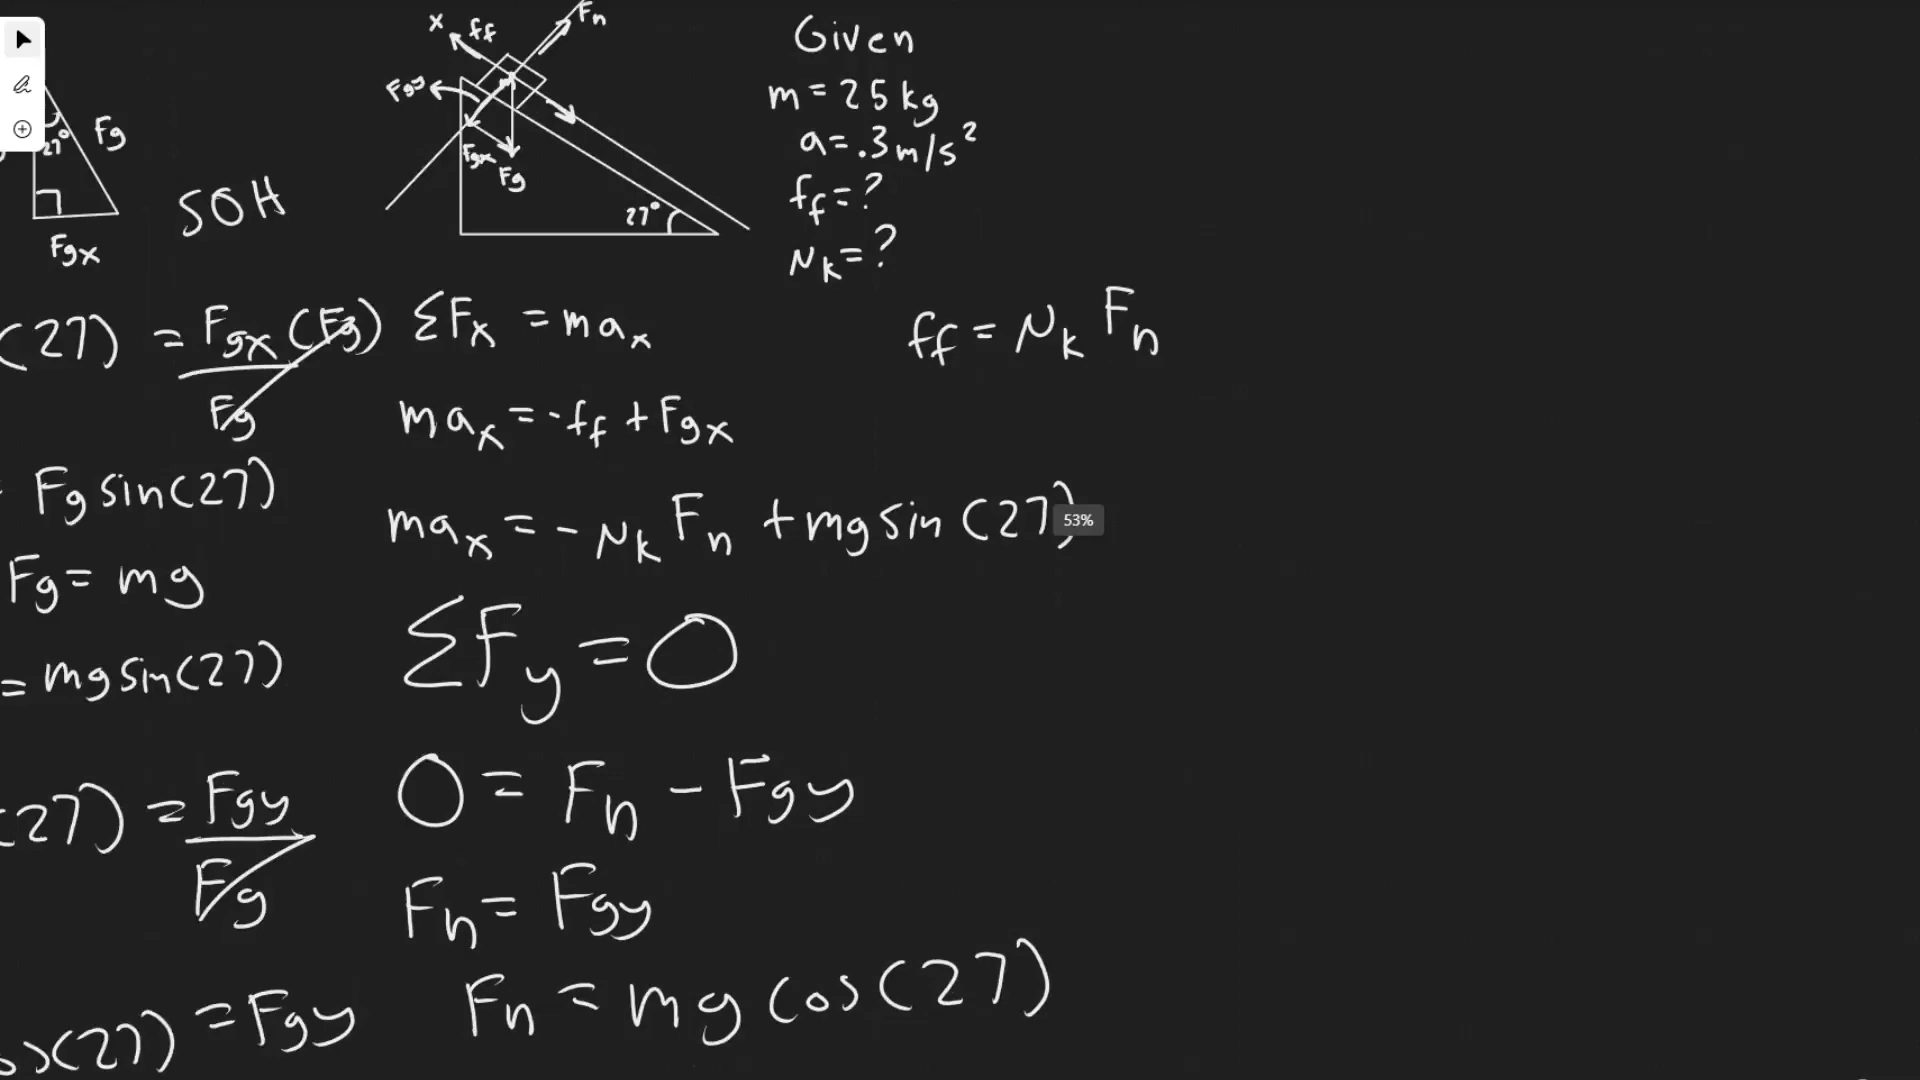 x ff Fn
Fgy
Fgx
Fg
27°
27° Fg
Fgx
SOH
Given
m = 25 kg
a = .3 m/s²
ff = ?
Nk = ?
(27) = Fgx (Fg)
Fg
= Fg sin(27)
Fg = mg
= mg sin(27)
(27) = Fgy
Fg
os(27) = Fgy
ΣFx = max
max = -ff + Fgx
max = - Nk Fn + mg sin (27)
53%
ΣFy = 0
0 = Fn - Fgy
Fn = Fgy
Fn = mg cos(27)
ff = Nk Fn